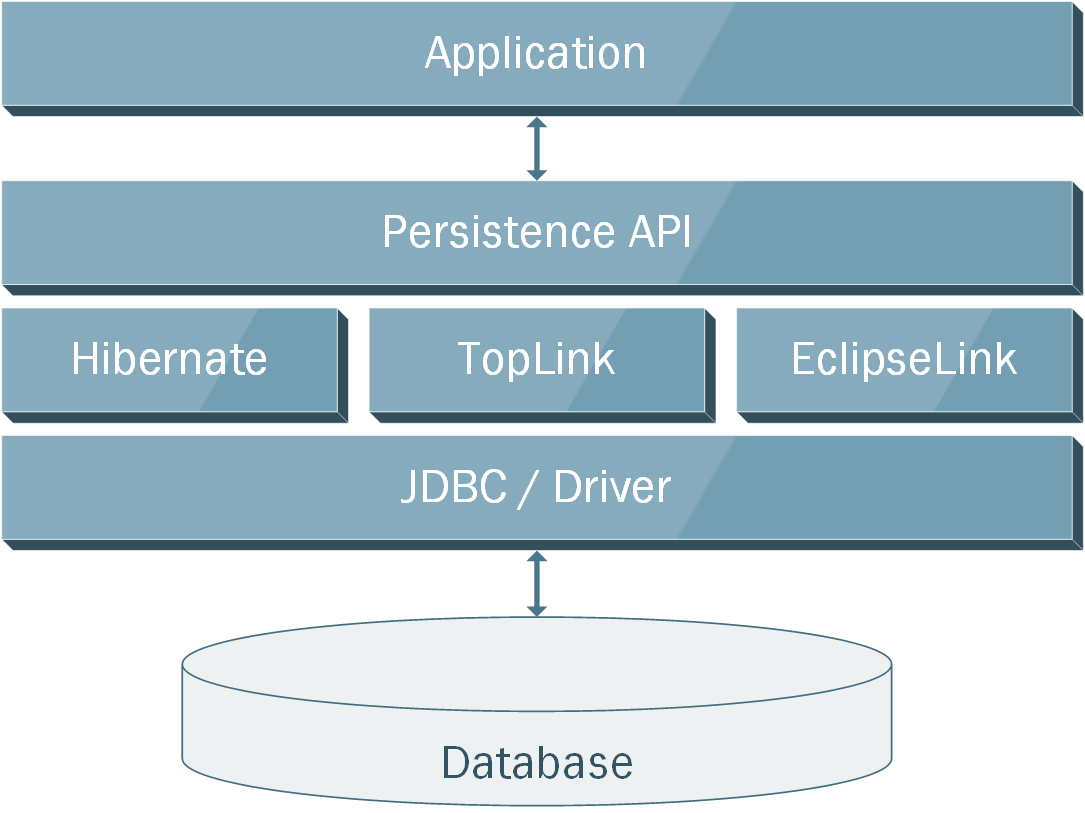 Application
Persistence API
Hibernate
TopLink
EclipseLink
JDBC / Driver
Database